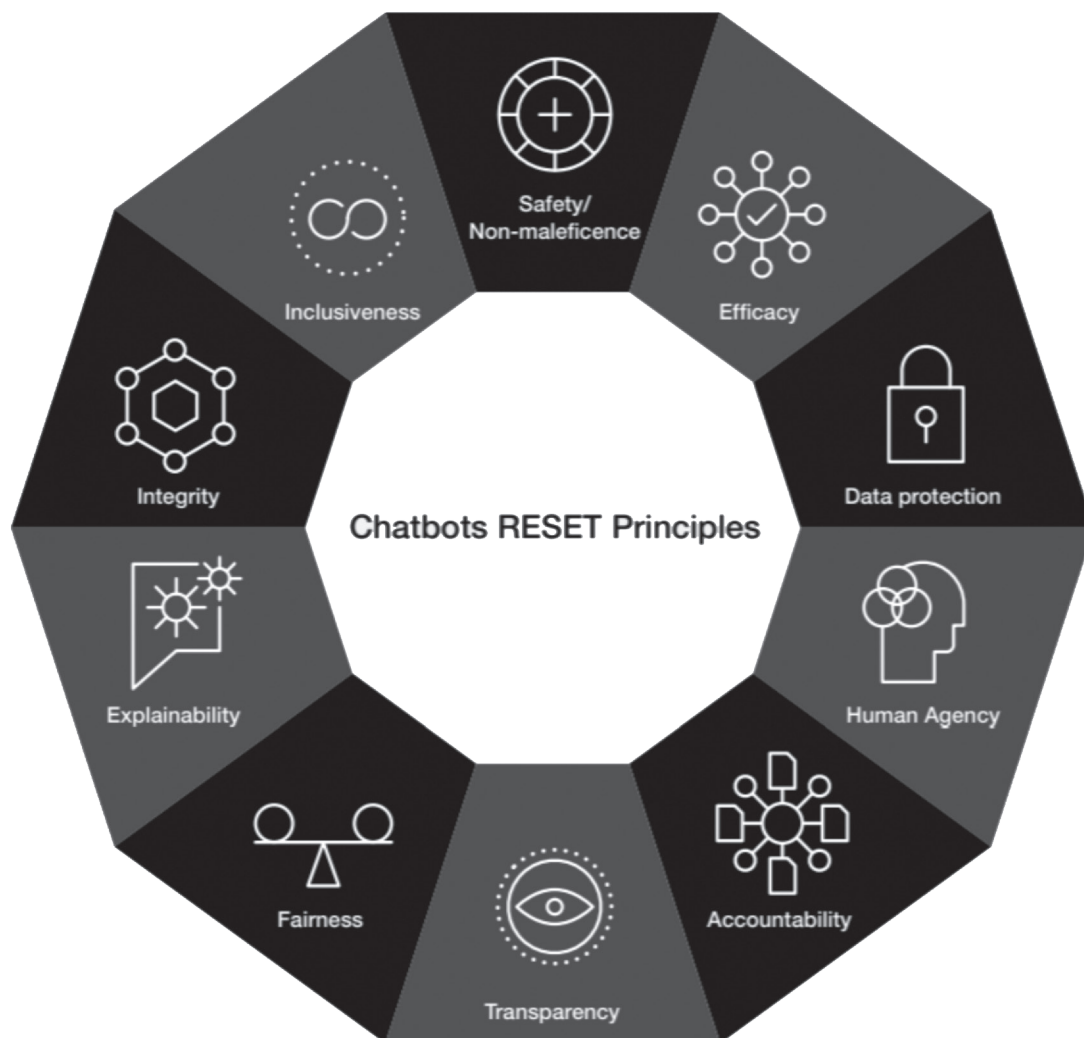 Safety/
Non-maleficence
Efficacy
Data protection
Human Agency
Accountability
Transparency
Fairness
Explainability
Integrity
Inclusiveness
Chatbots RESET Principles